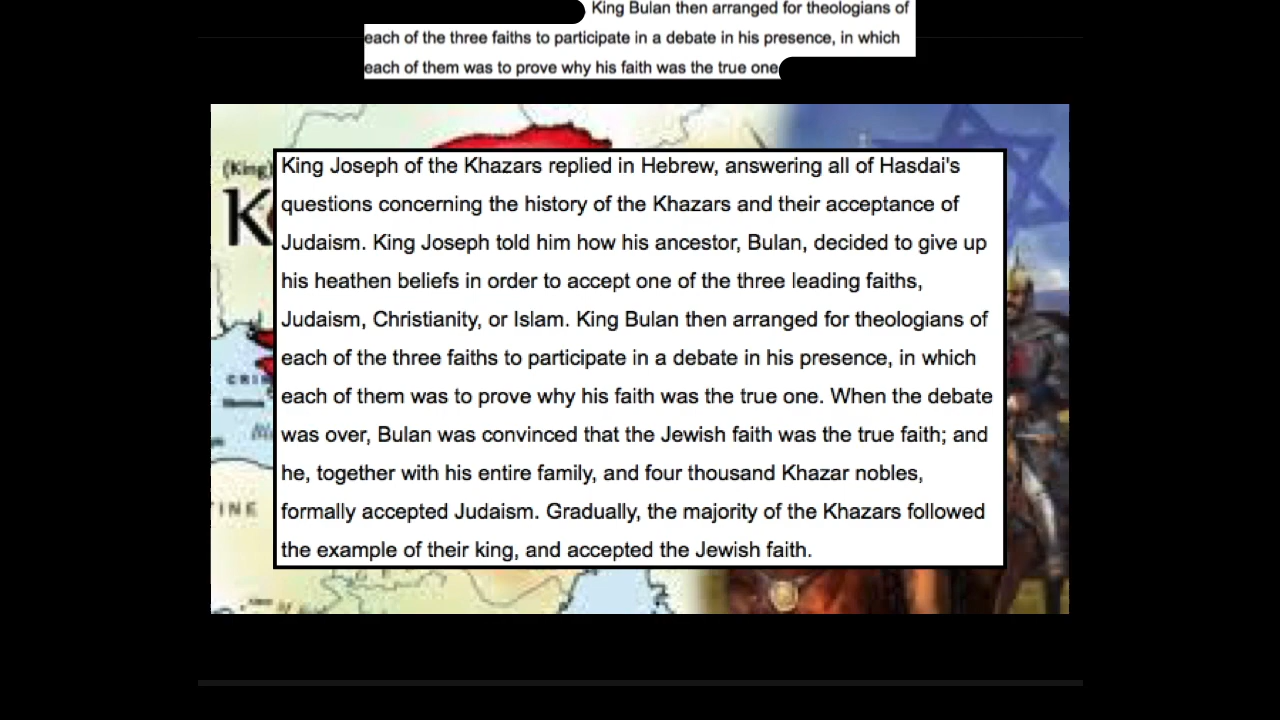 King Bulan then arranged for theologians of
each of the three faiths to participate in a debate in his presence, in which
each of them was to prove why his faith was the true one
(King)
K
King Joseph of the Khazars replied in Hebrew, answering all of Hasdai's
questions concerning the history of the Khazars and their acceptance of
Judaism. King Joseph told him how his ancestor, Bulan, decided to give up
his heathen beliefs in order to accept one of the three leading faiths,
Judaism, Christianity, or Islam. King Bulan then arranged for theologians of
each of the three faiths to participate in a debate in his presence, in which
each of them was to prove why his faith was the true one. When the debate
was over, Bulan was convinced that the Jewish faith was the true faith; and
he, together with his entire family, and four thousand Khazar nobles,
formally accepted Judaism. Gradually, the majority of the Khazars followed
the example of their king, and accepted the Jewish faith.
CRIM
INE